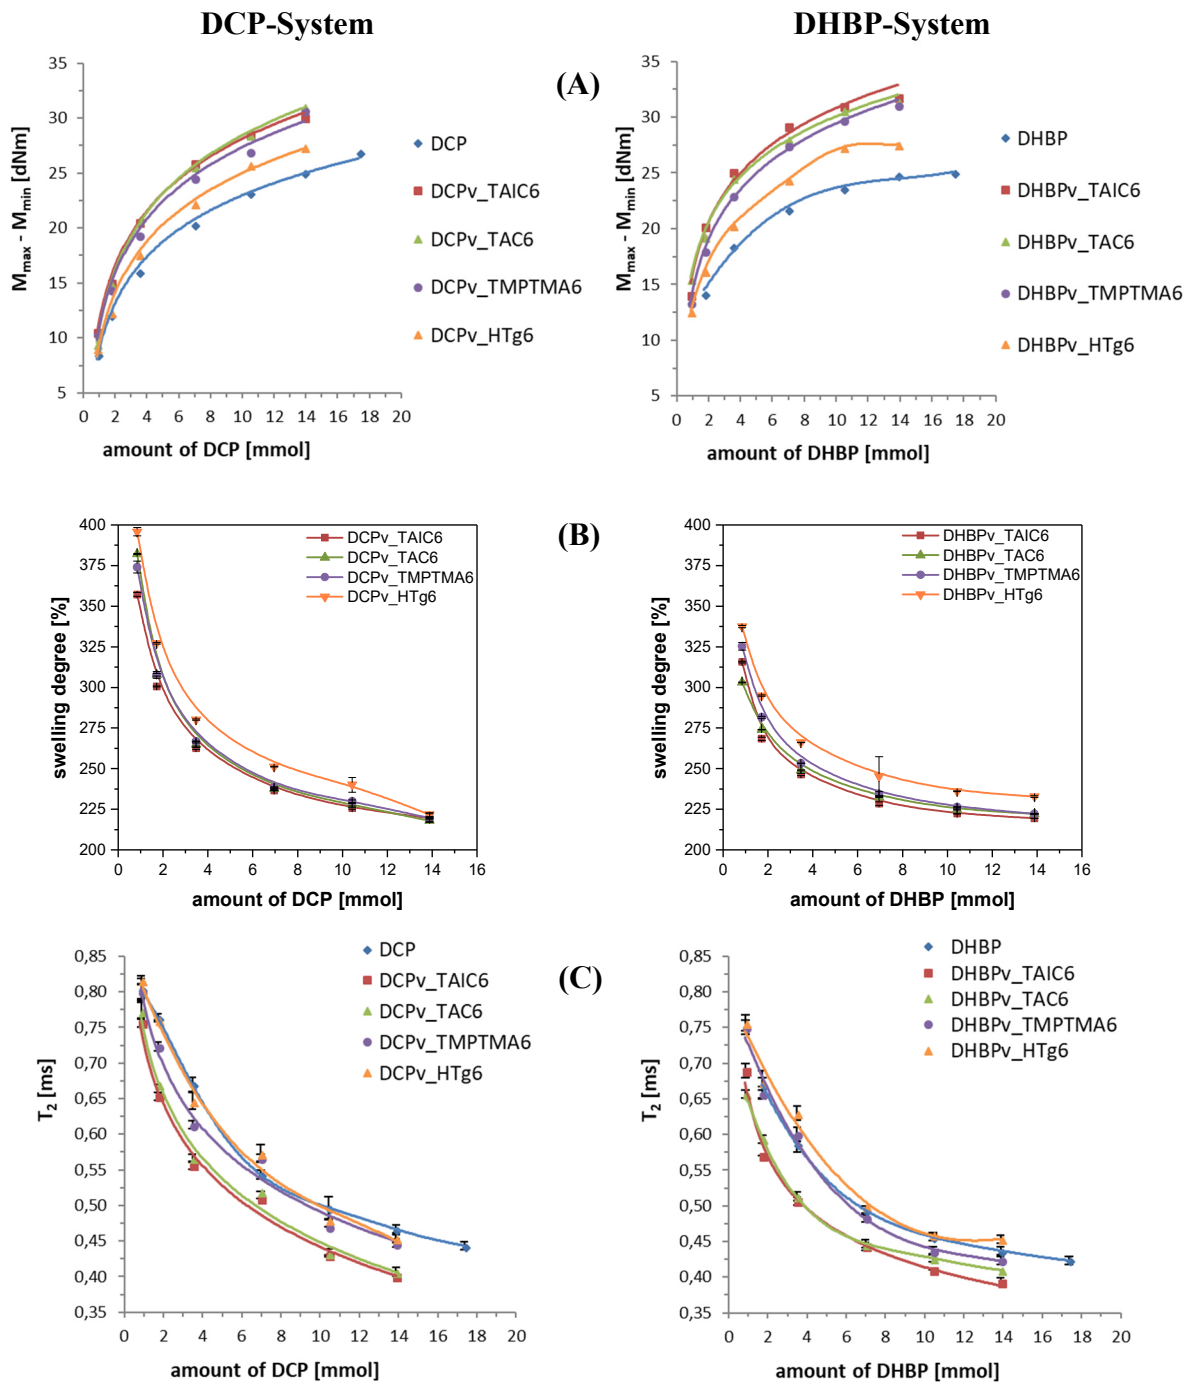 DCP-System
DHBP-System
(A)
M_max - M_min [dNm]
35
30
25
20
15
10
5
0 2 4 6 8 10 12 14 16 18 20
amount of DCP [mmol]
DCP
DCPv_TAIC6
DCPv_TAC6
DCPv_TMPTMA6
DCPv_HTg6
M_max - M_min [dNm]
35
30
25
20
15
10
5
0 2 4 6 8 10 12 14 16 18 20
amount of DHBP [mmol]
DHBP
DHBPv_TAIC6
DHBPv_TAC6
DHBPv_TMPTMA6
DHBPv_HTg6
(B)
swelling degree [%]
400
375
350
325
300
275
250
225
200
0 2 4 6 8 10 12 14 16
amount of DCP [mmol]
DCPv_TAIC6
DCPv_TAC6
DCPv_TMPTMA6
DCPv_HTg6
swelling degree [%]
400
375
350
325
300
275
250
225
200
0 2 4 6 8 10 12 14 16
amount of DHBP [mmol]
DHBPv_TAIC6
DHBPv_TAC6
DHBPv_TMPTMA6
DHBPv_HTg6
(C)
T_2 [ms]
0,85
0,80
0,75
0,70
0,65
0,60
0,55
0,50
0,45
0,40
0,35
0 2 4 6 8 10 12 14 16 18 20
amount of DCP [mmol]
DCP
DCPv_TAIC6
DCPv_TAC6
DCPv_TMPTMA6
DCPv_HTg6
T_2 [ms]
0,85
0,80
0,75
0,70
0,65
0,60
0,55
0,50
0,45
0,40
0,35
0 2 4 6 8 10 12 14 16 18 20
amount of DHBP [mmol]
DHBP
DHBPv_TAIC6
DHBPv_TAC6
DHBPv_TMPTMA6
DHBPv_HTg6